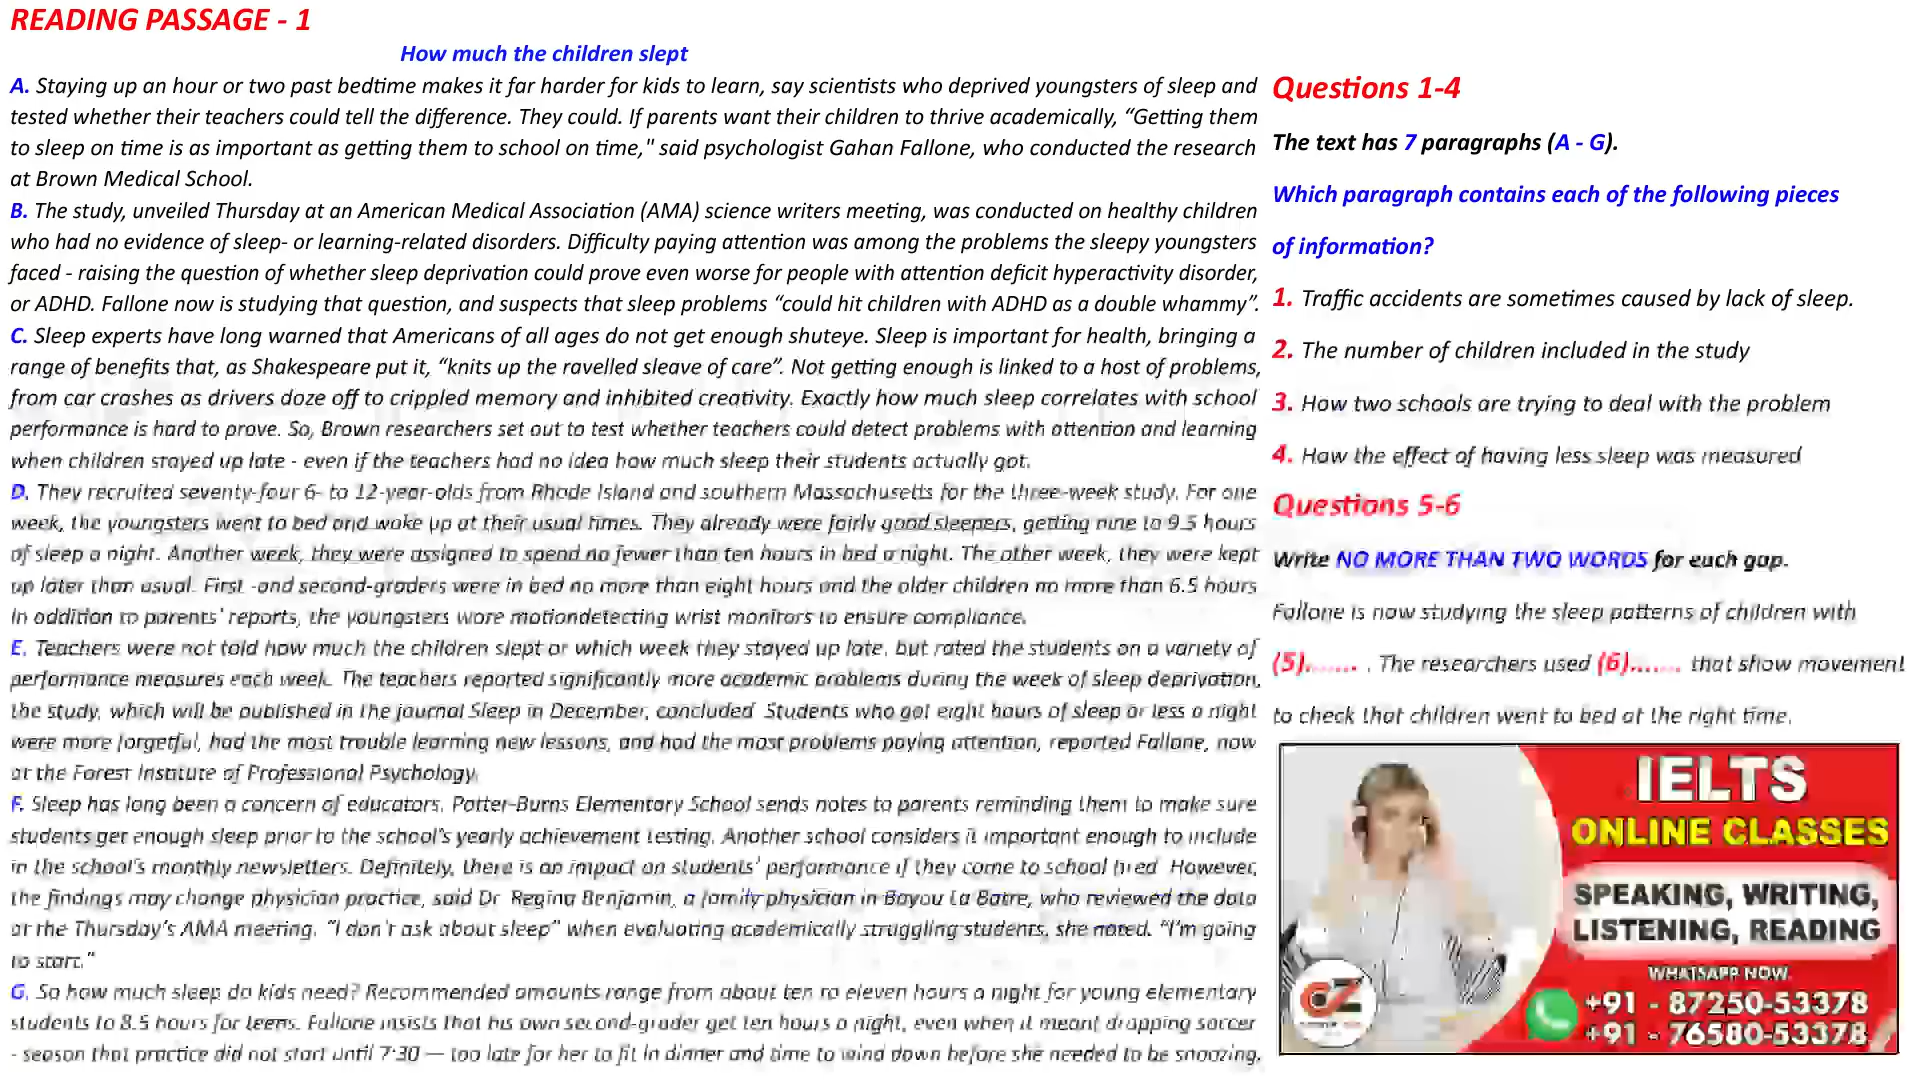 READING PASSAGE - 1
How much the children slept
A. Staying up an hour or two past bedtime makes it far harder for kids to learn, say scientists who deprived youngsters of sleep and
tested whether their teachers could tell the difference. They could. If parents want their children to thrive academically, “Getting them
to sleep on time is as important as getting them to school on time," said psychologist Gahan Fallone, who conducted the research
at Brown Medical School.
B. The study, unveiled Thursday at an American Medical Association (AMA) science writers meeting, was conducted on healthy children
who had no evidence of sleep- or learning-related disorders. Difficulty paying attention was among the problems the sleepy youngsters
faced - raising the question of whether sleep deprivation could prove even worse for people with attention deficit hyperactivity disorder,
or ADHD. Fallone now is studying that question, and suspects that sleep problems “could hit children with ADHD as a double whammy”.
C. Sleep experts have long warned that Americans of all ages do not get enough shuteye. Sleep is important for health, bringing a
range of benefits that, as Shakespeare put it, “knits up the ravelled sleave of care”. Not getting enough is linked to a host of problems,
from car crashes as drivers doze off to crippled memory and inhibited creativity. Exactly how much sleep correlates with school
performance is hard to prove. So, Brown researchers set out to test whether teachers could detect problems with attention and learning
when children stayed up late - even if the teachers had no idea how much sleep their students actually got.
D. They recruited seventy-four 6- to 12-year-olds from Rhode Island and southern Massachusetts for the three-week study. For one
week, the youngsters went to bed and woke up at their usual times. They already were fairly good sleepers, getting nine to 9.5 hours
of sleep a night. Another week, they were assigned to spend no fewer than ten hours in bed a night. The other week, they were kept
up later than usual. First -and second-graders were in bed no more than eight hours and the older children no more than 6.5 hours
In addition to parents' reports, the youngsters wore motiondetecting wrist monitors to ensure compliance.
E. Teachers were not told how much the children slept or which week they stayed up late, but rated the students on a variety of
performance measures each week. The teachers reported significantly more academic problems during the week of sleep deprivation,
the study, which will be published in the journal Sleep in December, concluded. Students who got eight hours of sleep or less a night
were more forgetful, had the most trouble learning new lessons, and had the most problems paying attention, reported Fallone, now
at the Forest Institute of Professional Psychology.
F. Sleep has long been a concern of educators. Potter-Burns Elementary School sends notes to parents reminding them to make sure
students get enough sleep prior to the school's yearly achievement testing. Another school considers it important enough to include
in the school's monthly newsletters. Definitely, there is an impact on students' performance if they come to school tired. However,
the findings may change physician practice, said Dr. Regina Benjamin, a family physician in Bayou La Batre, who reviewed the data
at the Thursday's AMA meeting. “I don't ask about sleep” when evaluating academically struggling students, she noted. “I'm going
to start."
G. So how much sleep do kids need? Recommended amounts range from about ten to eleven hours a night for young elementary
students to 8.5 hours for teens. Fallone insists that his own second-grader get ten hours a night, even when it meant dropping soccer
- season that practice did not start until 7:30 — too late for her to fit in dinner and time to wind down before she needed to be snoozing.
Questions 1-4
The text has 7 paragraphs (A - G).
Which paragraph contains each of the following pieces
of information?
1. Traffic accidents are sometimes caused by lack of sleep.
2. The number of children included in the study
3. How two schools are trying to deal with the problem
4. How the effect of having less sleep was measured
Questions 5-6
Write NO MORE THAN TWO WORDS for each gap.
Fallone is now studying the sleep patterns of children with
(5)....... . The researchers used (6)....... that show movement
to check that children went to bed at the right time.
IELTS
ONLINE CLASSES
SPEAKING, WRITING,
LISTENING, READING
WHATSAPP NOW
+91 - 87250-53378
+91 - 76580-53378